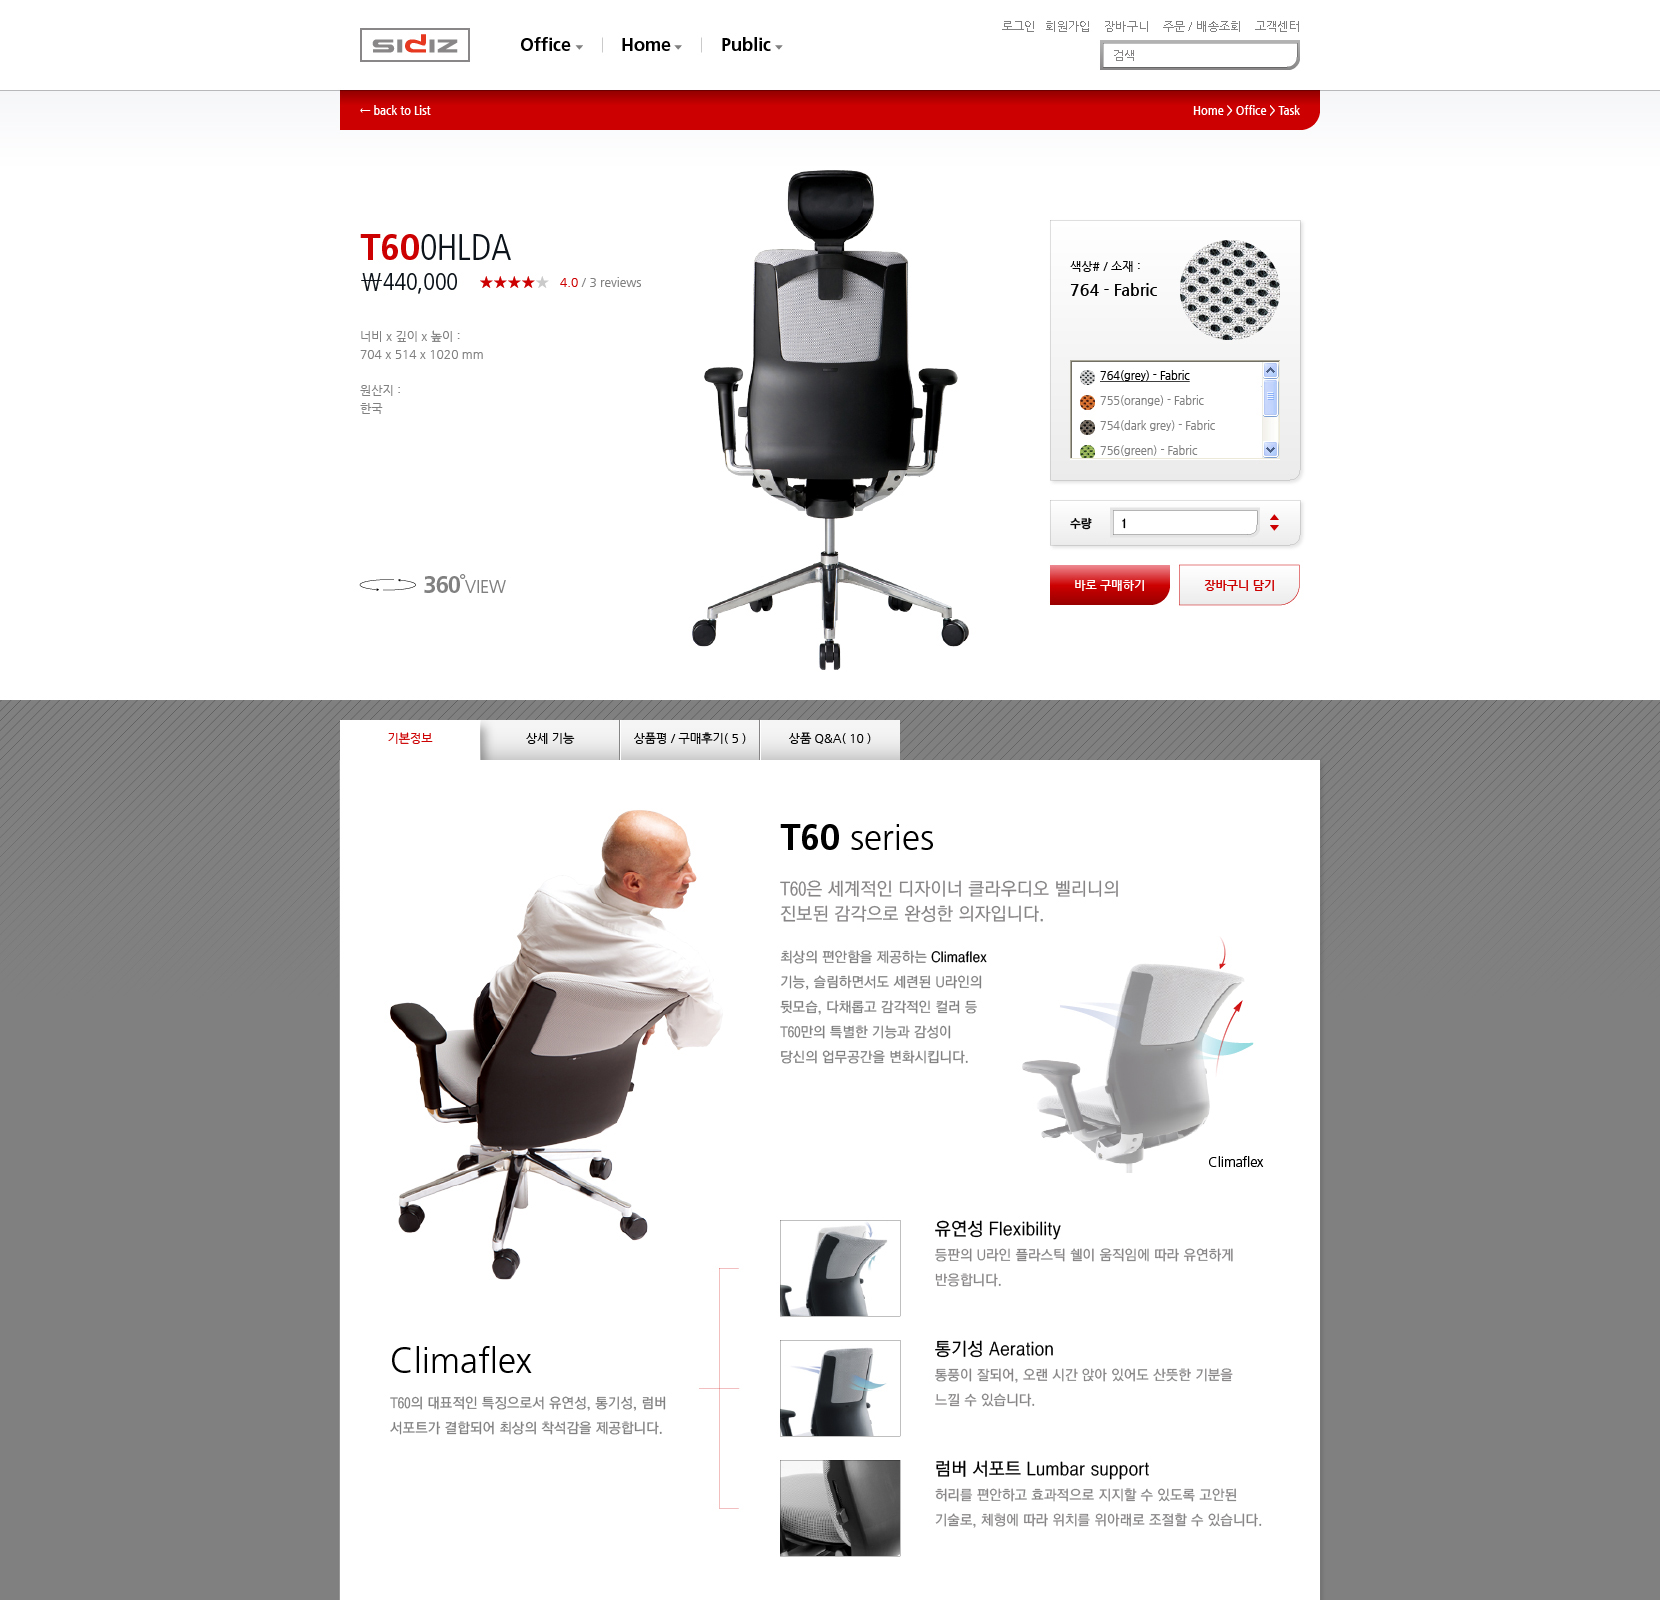 로그인 회원가입 장바구니 주문 / 배송조회 고객센터
SIDIZ
Office
Home
Public
검색
← back to List
Home > Office > Task
T600HLDA
₩440,000
4.0 / 3 reviews
너비 x 깊이 x 높이 :
704 x 514 x 1020 mm
원산지 :
한국
360°VIEW
색상# / 소재 :
764 - Fabric
764(grey) - Fabric
755(orange) - Fabric
754(dark grey) - Fabric
756(green) - Fabric
수량
1
바로 구매하기
장바구니 담기
기본정보
상세 기능
상품평 / 구매후기( 5 )
상품 Q&A( 10 )
T60 series
T60은 세계적인 디자이너 클라우디오 벨리니의
진보된 감각으로 완성한 의자입니다.
최상의 편안함을 제공하는 Climaflex
기능, 슬림하면서도 세련된 U라인의
뒷모습, 다채롭고 감각적인 컬러 등
T60만의 특별한 기능과 감성이
당신의 업무공간을 변화시킵니다.
Climaflex
Climaflex
T60의 대표적인 특징으로서 유연성, 통기성, 럼버
서포트가 결합되어 최상의 착석감을 제공합니다.
유연성 Flexibility
등판의 U라인 플라스틱 쉘이 움직임에 따라 유연하게
반응합니다.
통기성 Aeration
통풍이 잘되어, 오랜 시간 앉아 있어도 산뜻한 기분을
느낄 수 있습니다.
럼버 서포트 Lumbar support
허리를 편안하고 효과적으로 지지할 수 있도록 고안된
기술로, 체형에 따라 위치를 위아래로 조절할 수 있습니다.